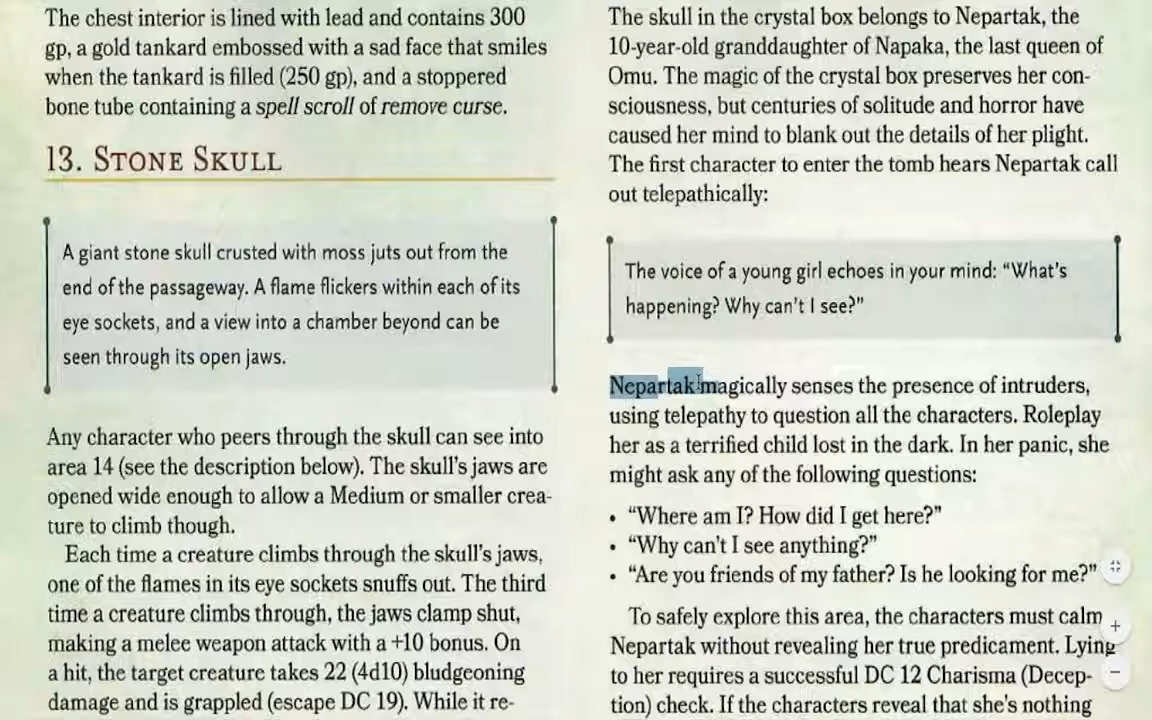 The chest interior is lined with lead and contains 300
gp, a gold tankard embossed with a sad face that smiles
when the tankard is filled (250 gp), and a stoppered
bone tube containing a spell scroll of remove curse.
13. STONE SKULL
A giant stone skull crusted with moss juts out from the
end of the passageway. A flame flickers within each of its
eye sockets, and a view into a chamber beyond can be
seen through its open jaws.
Any character who peers through the skull can see into
area 14 (see the description below). The skull's jaws are
opened wide enough to allow a Medium or smaller crea-
ture to climb though.
Each time a creature climbs through the skull's jaws,
one of the flames in its eye sockets snuffs out. The third
time a creature climbs through, the jaws clamp shut,
making a melee weapon attack with a +10 bonus. On
a hit, the target creature takes 22 (4d10) bludgeoning
damage and is grappled (escape DC 19). While it re-
The skull in the crystal box belongs to Nepartak, the
10-year-old granddaughter of Napaka, the last queen of
Omu. The magic of the crystal box preserves her con-
sciousness, but centuries of solitude and horror have
caused her mind to blank out the details of her plight.
The first character to enter the tomb hears Nepartak call
out telepathically:
The voice of a young girl echoes in your mind: “What's
happening? Why can't I see?”
Nepartak magically senses the presence of intruders,
using telepathy to question all the characters. Roleplay
her as a terrified child lost in the dark. In her panic, she
might ask any of the following questions:
• “Where am I? How did I get here?”
• “Why can't I see anything?”
• “Are you friends of my father? Is he looking for me?”
To safely explore this area, the characters must calm
Nepartak without revealing her true predicament. Lying
to her requires a successful DC 12 Charisma (Decep-
tion) check. If the characters reveal that she's nothing